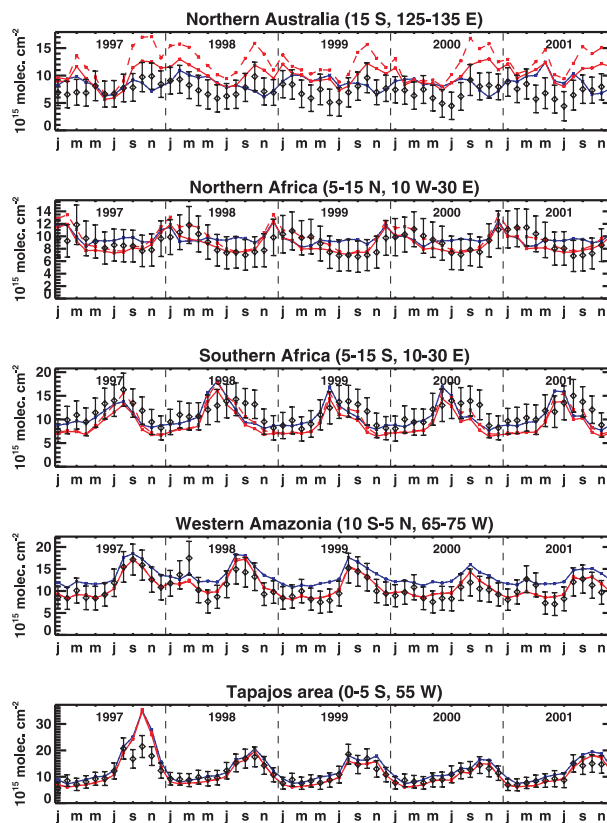 Northern Australia (15 S, 125-135 E)
10^15 molec. cm^-2
15
10
5
0
1997 1998 1999 2000 2001
j m m j s n j m m j s n j m m j s n j m m j s n j m m j s n
Northern Africa (5-15 N, 10 W-30 E)
10^15 molec. cm^-2
14
12
10
8
6
4
2
0
1997 1998 1999 2000 2001
j m m j s n j m m j s n j m m j s n j m m j s n j m m j s n
Southern Africa (5-15 S, 10-30 E)
10^15 molec. cm^-2
20
15
10
5
0
1997 1998 1999 2000 2001
j m m j s n j m m j s n j m m j s n j m m j s n j m m j s n
Western Amazonia (10 S-5 N, 65-75 W)
10^15 molec. cm^-2
20
15
10
5
0
1997 1998 1999 2000 2001
j m m j s n j m m j s n j m m j s n j m m j s n j m m j s n
Tapajos area (0-5 S, 55 W)
10^15 molec. cm^-2
30
20
10
0
1997 1998 1999 2000 2001
j m m j s n j m m j s n j m m j s n j m m j s n j m m j s n